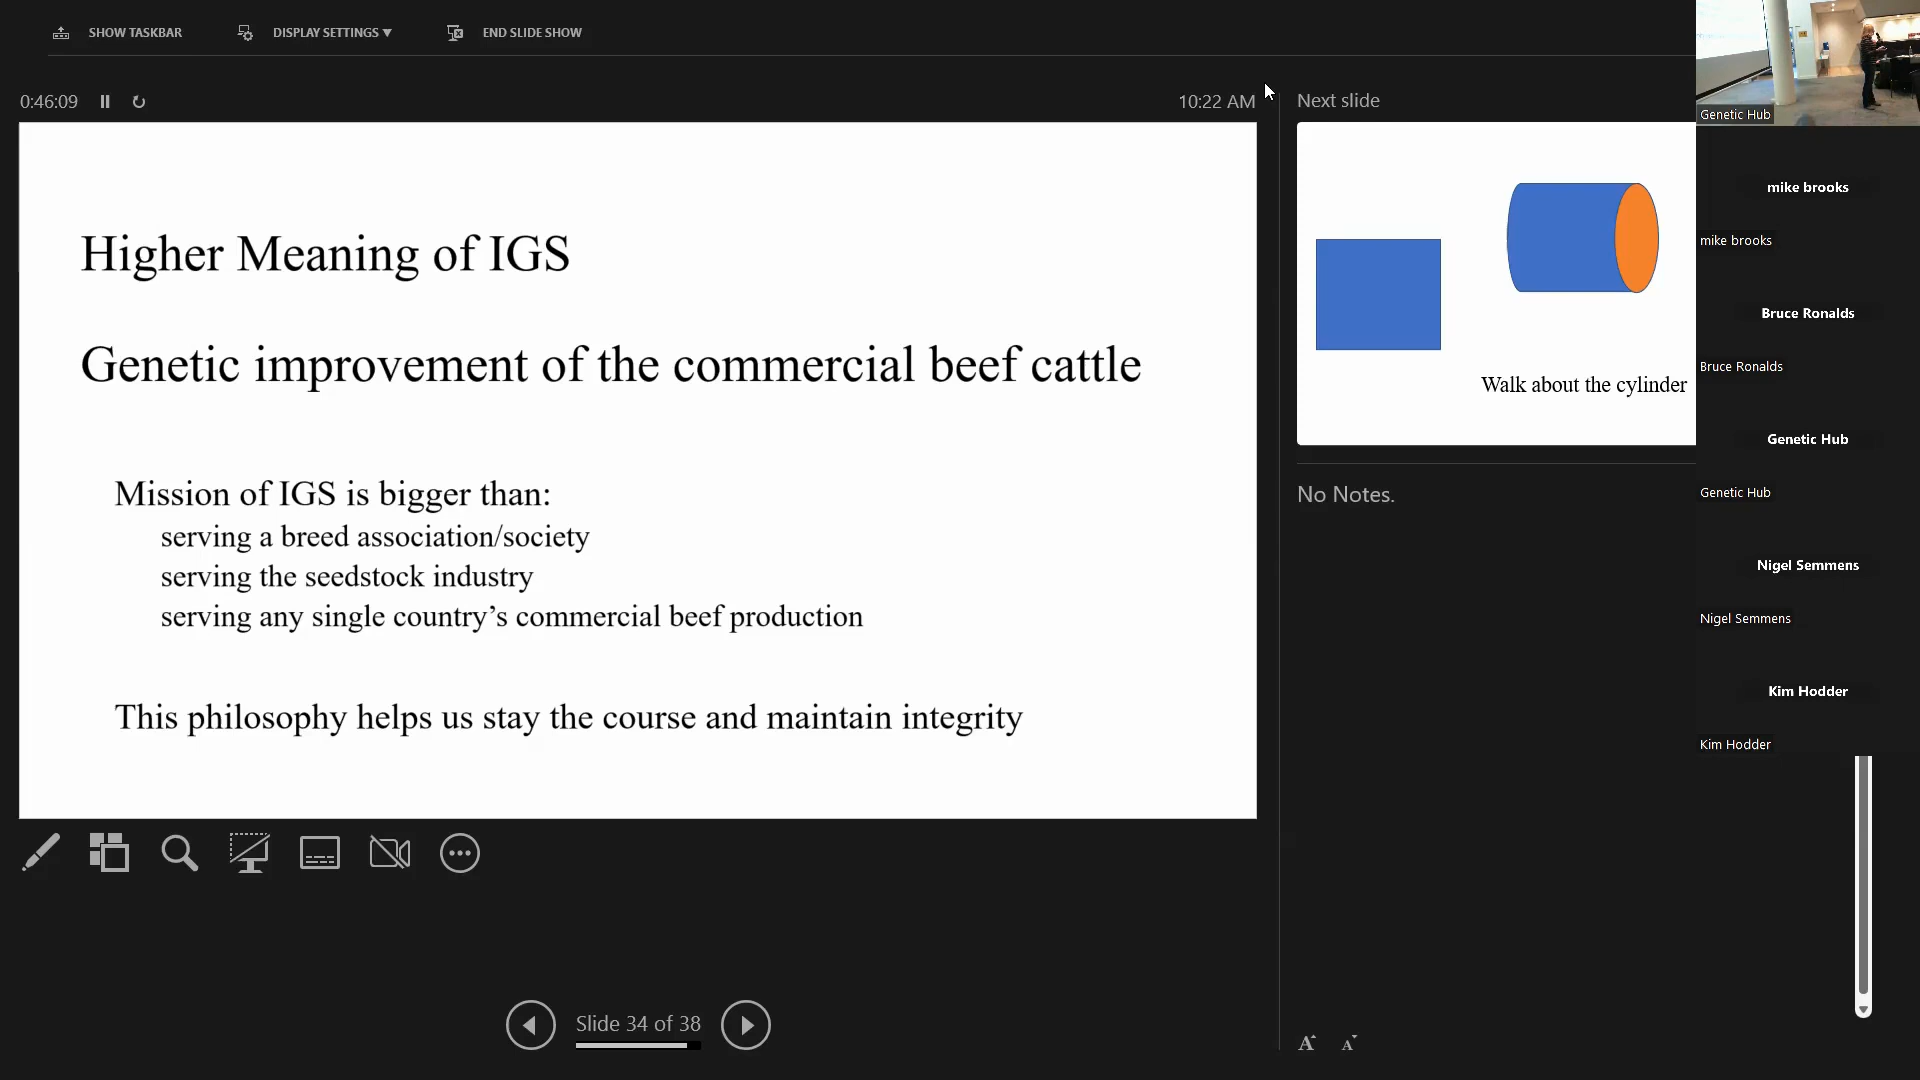 SHOW TASKBAR
DISPLAY SETTINGS ▼
END SLIDE SHOW
0:46:09
10:22 AM
Higher Meaning of IGS
Genetic improvement of the commercial beef cattle
Mission of IGS is bigger than:
serving a breed association/society
serving the seedstock industry
serving any single country’s commercial beef production
This philosophy helps us stay the course and maintain integrity
Slide 34 of 38
Next slide
Walk about the cylinder
No Notes.
A A
Genetic Hub
mike brooks
mike brooks
Bruce Ronalds
Bruce Ronalds
Genetic Hub
Genetic Hub
Nigel Semmens
Nigel Semmens
Kim Hodder
Kim Hodder